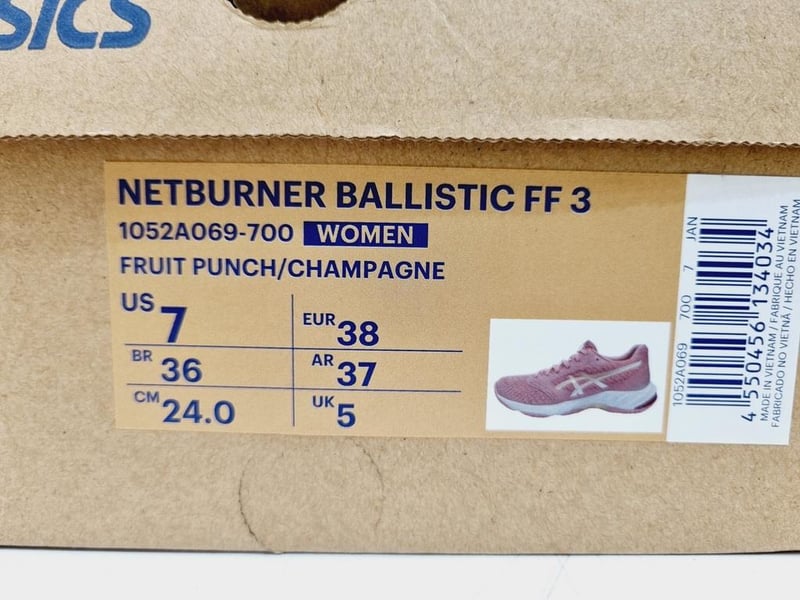 SICS
NETBURNER BALLISTIC FF 3
1052A069-700 WOMEN
FRUIT PUNCH/CHAMPAGNE
US 7
EUR 38
BR 36
AR 37
CM 24.0
UK 5
1052A069 700 7 JAN
4 550456 134034
MADE IN VIETNAM / FABRIQUE AU VIETNAM
FABRICADO NO VIETNÃ / HECHO EN VIETNAM